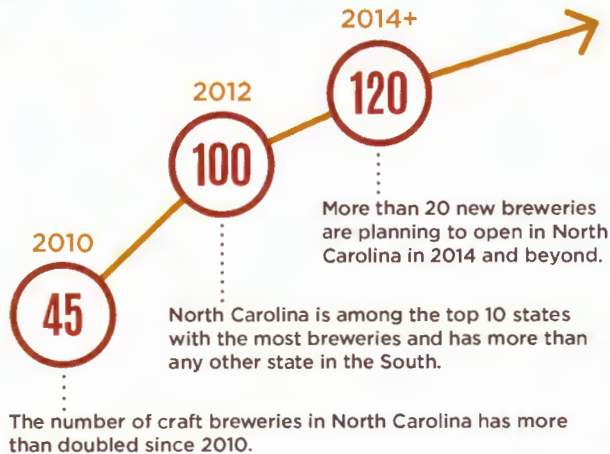 2014+
120
2012
100
More than 20 new breweries
are planning to open in North
Carolina in 2014 and beyond.
2010
45
North Carolina is among the top 10 states
with the most breweries and has more than
any other state in the South.
The number of craft breweries in North Carolina has more
than doubled since 2010.